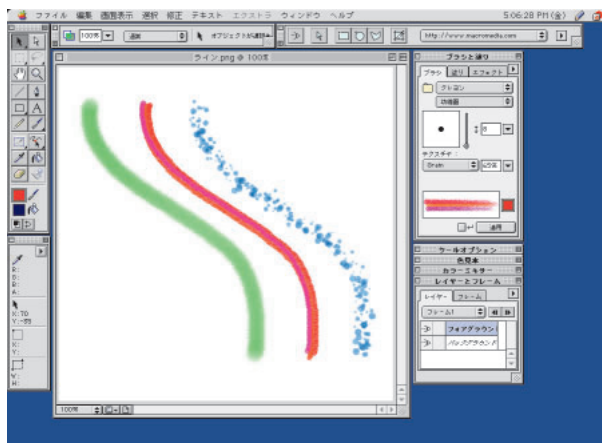 ファイル 編集 画面表示 選択 修正 テキスト エクストラ ウィンドウ ヘルプ 5:06:28 PM(金)
100% 通常 オブジェクトが選択 http://www.macromedia.com
ライン.png @ 100%
ブラシと塗り
ブラシ 塗り エフェクト
クレヨン
8
テクスチャ :
Grain
適用
R:
G:
B:
A:
X:
Y:
X:
Y:
W:
H:
ツールオプション
色見本
カラーミキサー
レイヤーとフレーム
レイヤー フレーム
フレーム1
フォアグラウンド
バックグラウンド
100%